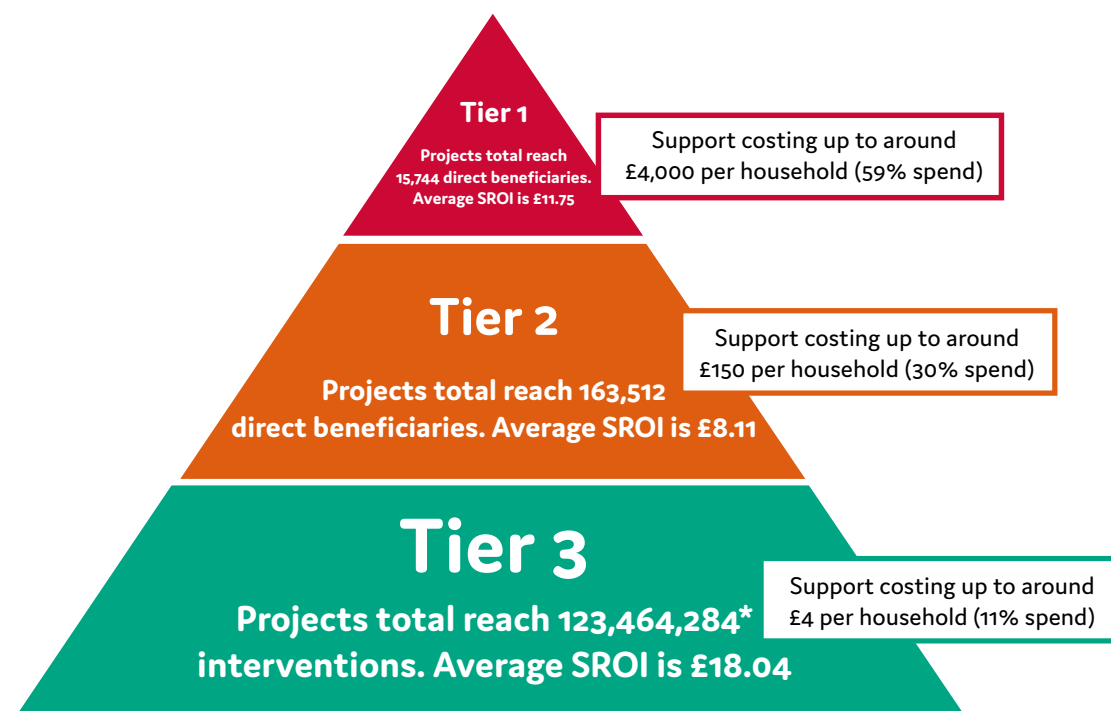 Tier 1
Projects total reach
15,744 direct beneficiaries.
Average SROI is £11.75
Support costing up to around
£4,000 per household (59% spend)
Tier 2
Projects total reach 163,512
direct beneficiaries. Average SROI is £8.11
Support costing up to around
£150 per household (30% spend)
Tier 3
Projects total reach 123,464,284*
interventions. Average SROI is £18.04
Support costing up to around
£4 per household (11% spend)